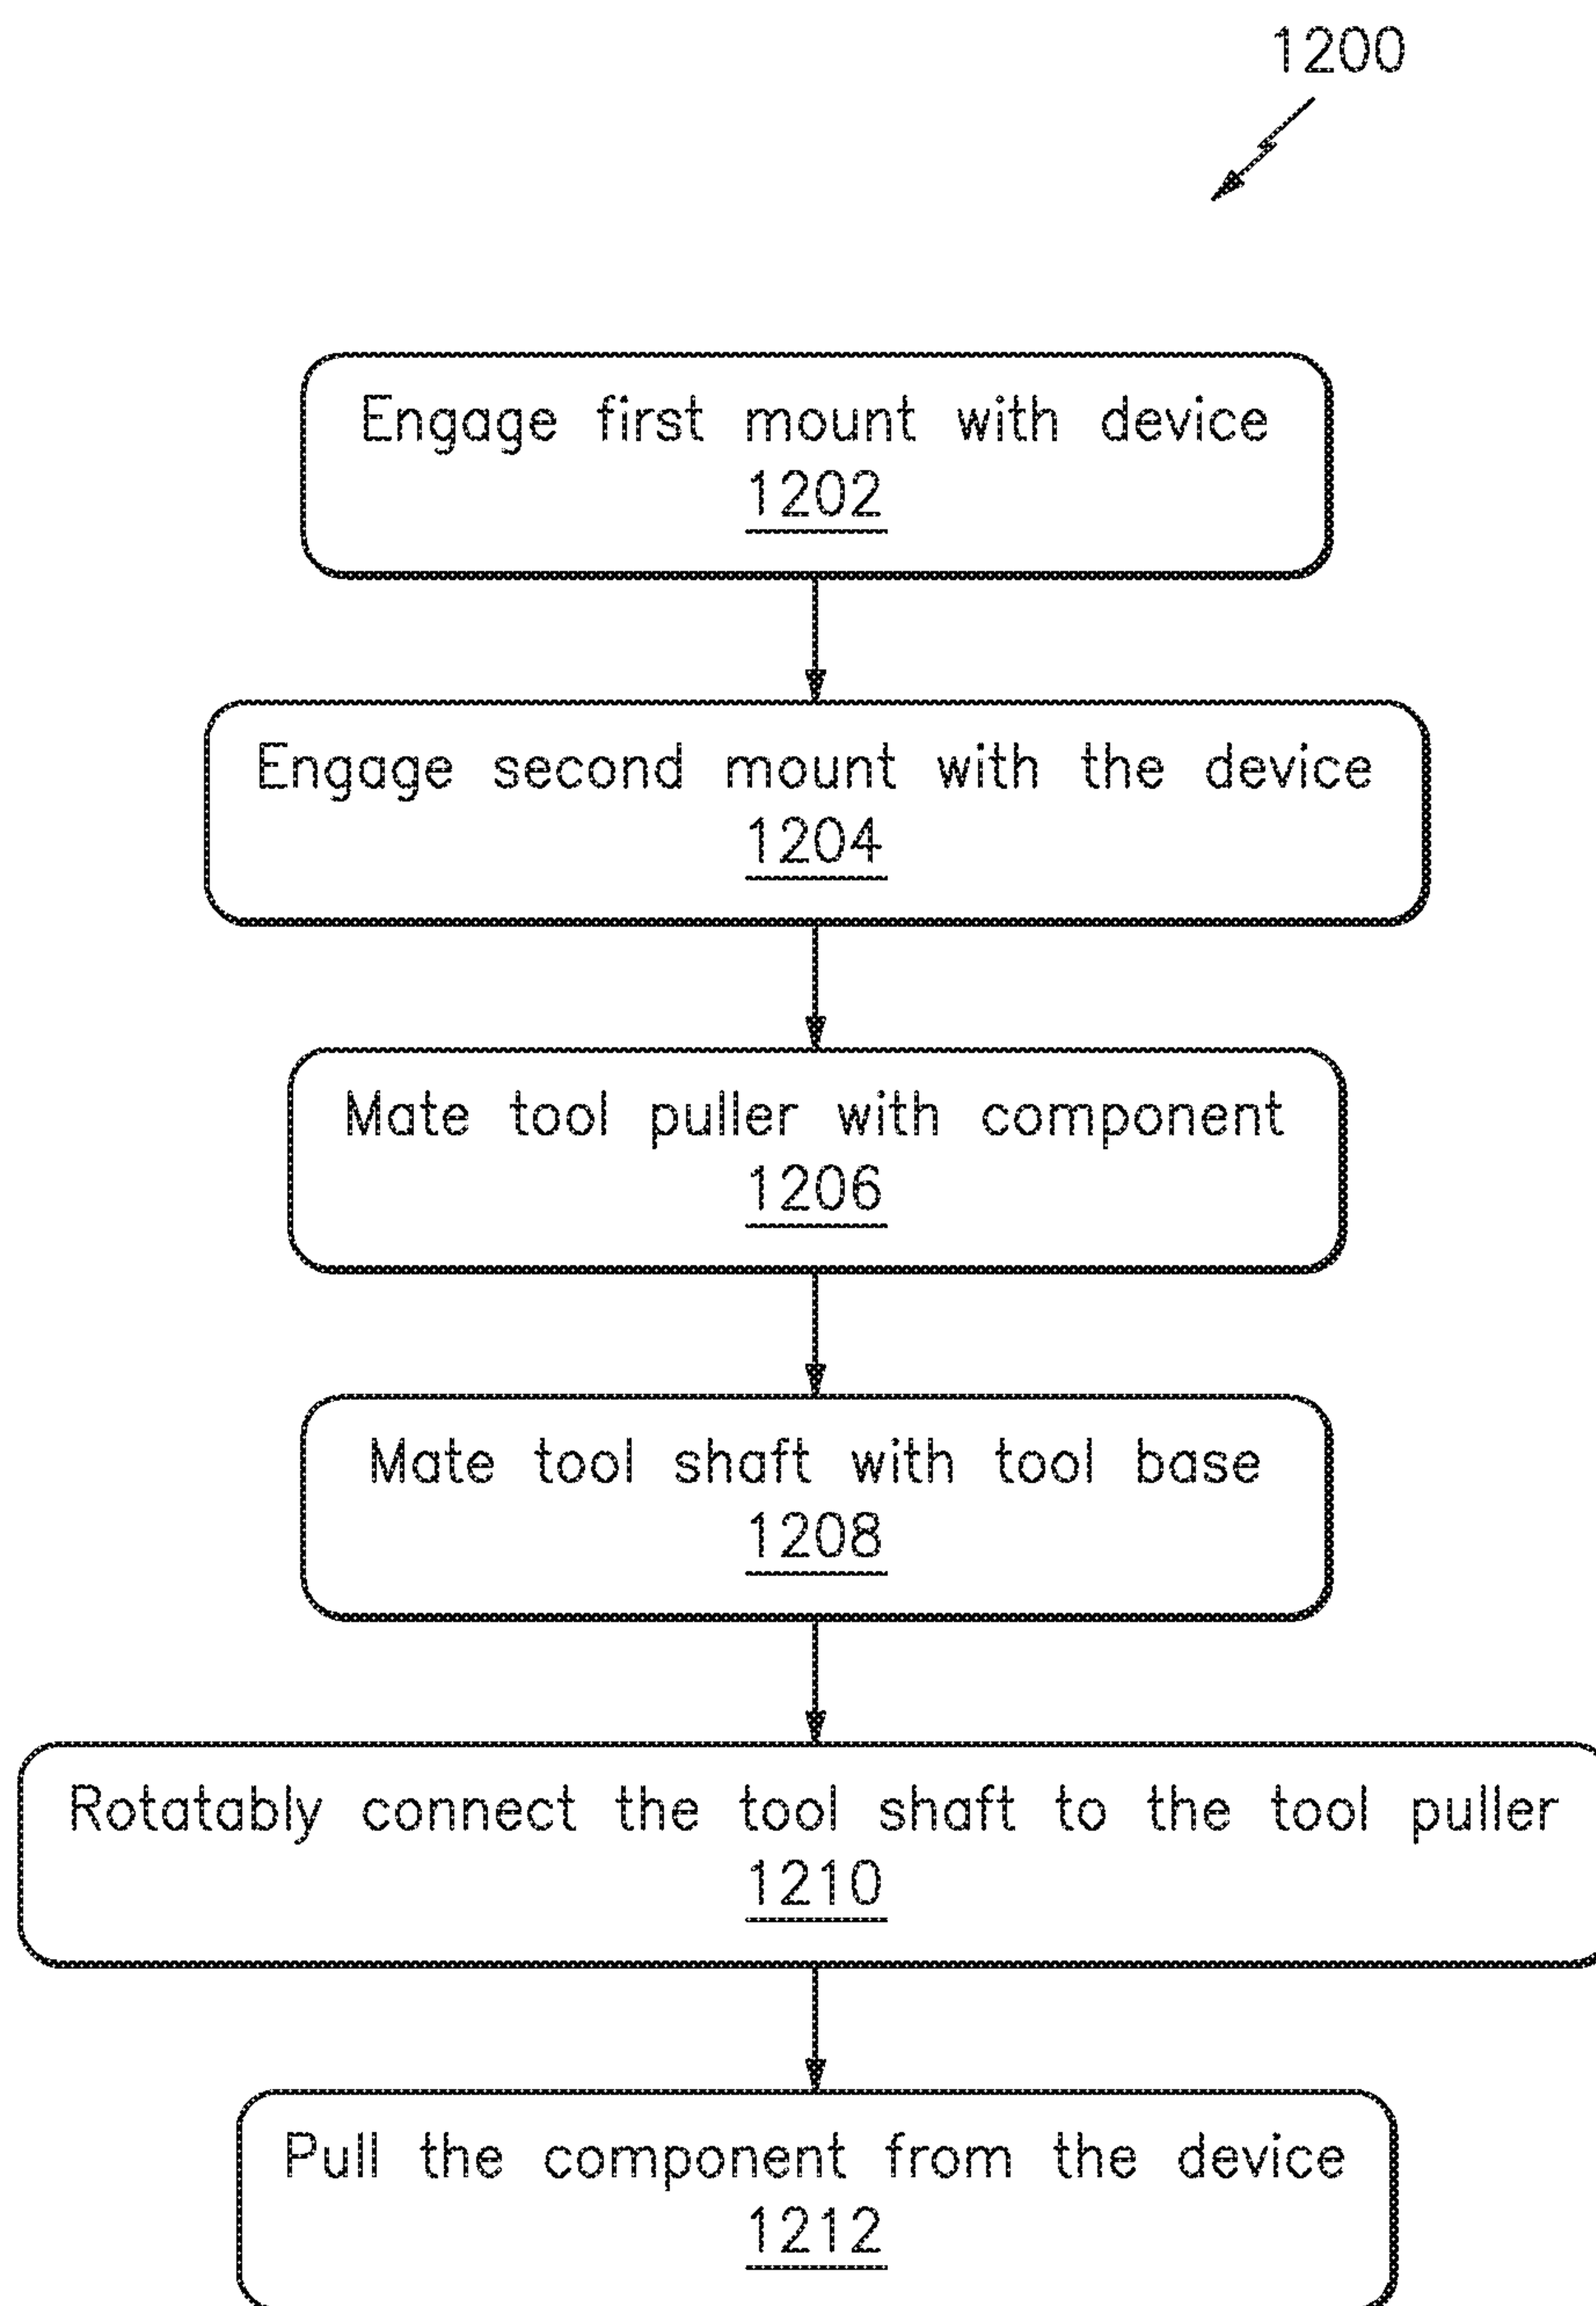 1200
Engage first mount with device
1202
Engage second mount with the device
1204
Mate tool puller with component
1206
Mate tool shaft with tool base
1208
Rotatably connect the tool shaft to the tool puller
1210
Pull the component from the device
1212